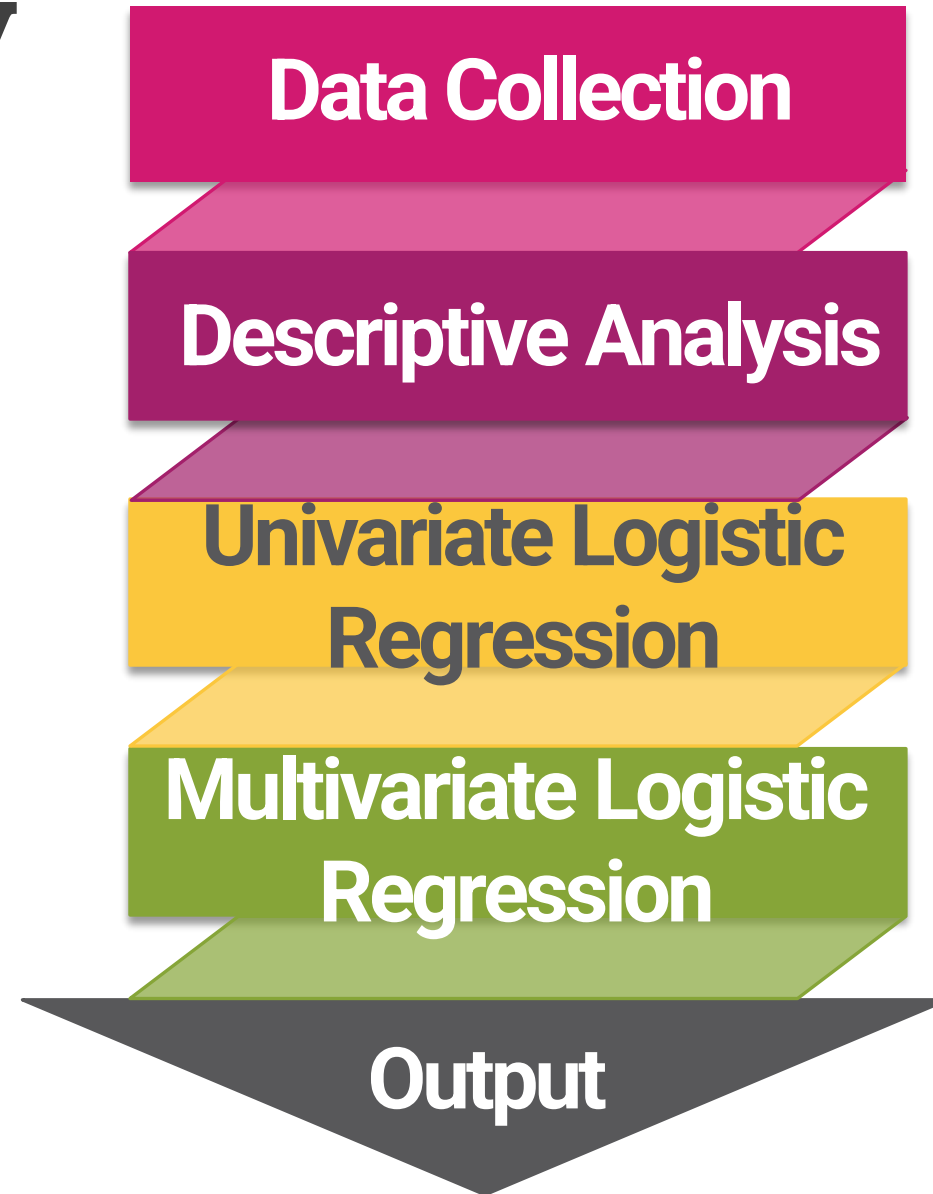 Data Collection
Descriptive Analysis
Univariate Logistic
Regression
Multivariate Logistic
Regression
Output